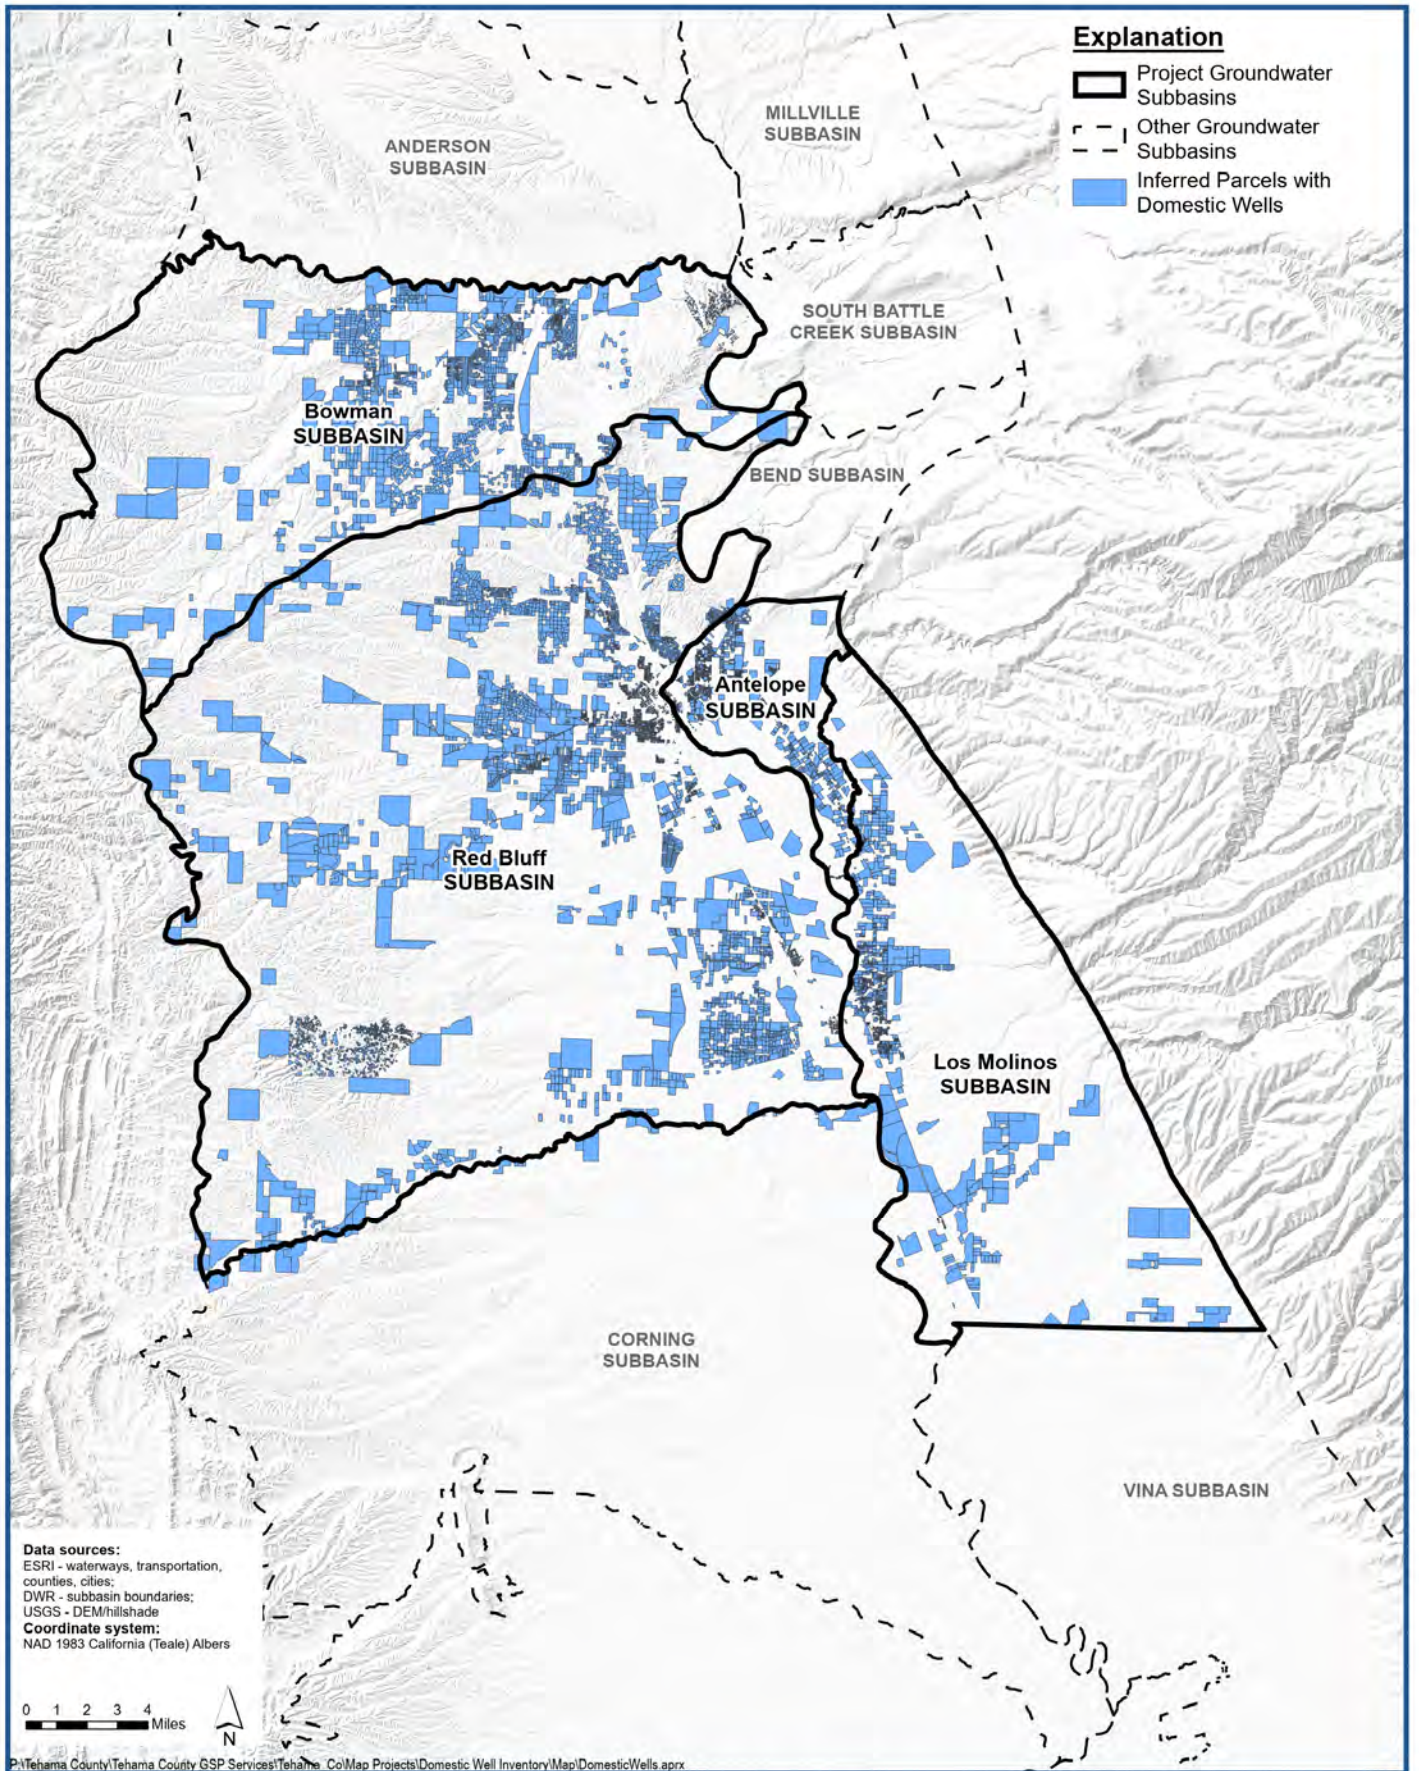 Explanation
Project Groundwater
Subbasins
Other Groundwater
Subbasins
Inferred Parcels with
Domestic Wells
MILLVILLE
SUBBASIN
ANDERSON
SUBBASIN
SOUTH BATTLE
CREEK SUBBASIN
Bowman
SUBBASIN
BEND SUBBASIN
Antelope
SUBBASIN
Red Bluff
SUBBASIN
Los Molinos
SUBBASIN
CORNING
SUBBASIN
VINA SUBBASIN
Data sources:
ESRI - waterways, transportation,
counties, cities;
DWR - subbasin boundaries;
USGS - DEM/hillshade
Coordinate system:
NAD 1983 California (Teale) Albers
0 1 2 3 4
Miles
N
P:\Tehama County\Tehama County GSP Services\Tehama_Co\Map Projects\Domestic Well Inventory\Map\DomesticWells.aprx